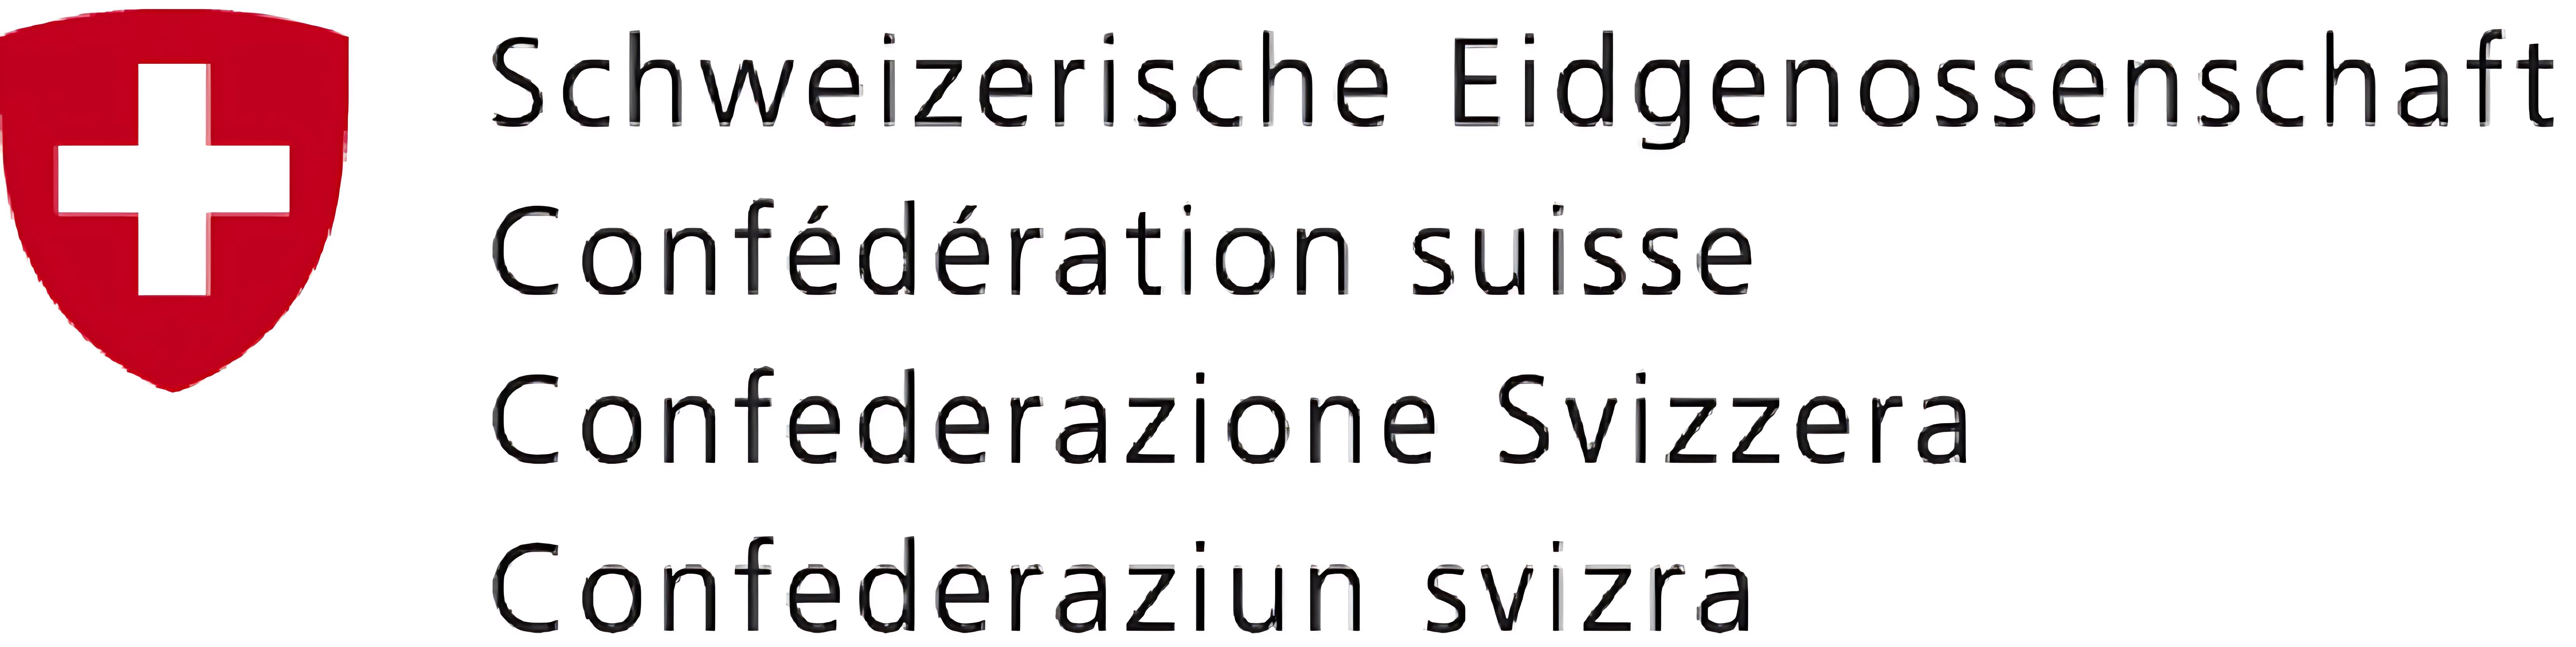 Schweizerische Eidgenossenschaft
Confédération suisse
Confederazione Svizzera
Confederaziun svizra